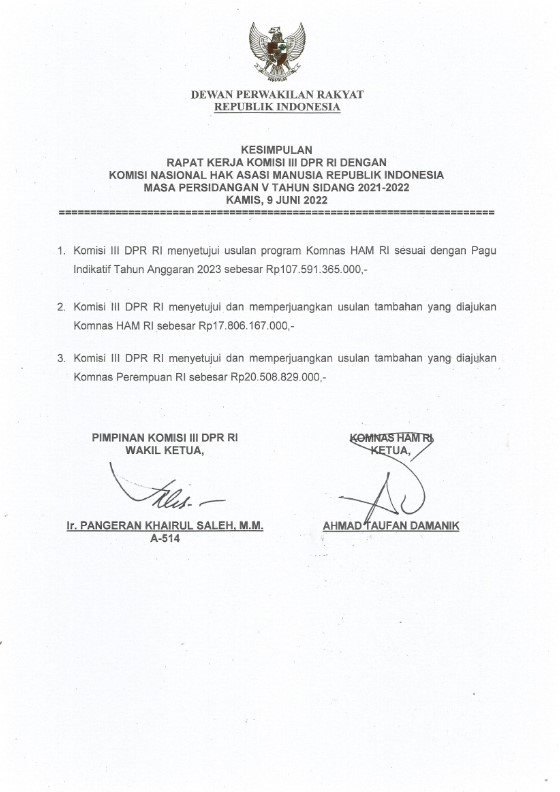 DEWAN PERWAKILAN RAKYAT
REPUBLIK INDONESIA
KESIMPULAN
RAPAT KERJA KOMISI III DPR RI DENGAN
KOMISI NASIONAL HAK ASASI MANUSIA REPUBLIK INDONESIA
MASA PERSIDANGAN V TAHUN SIDANG 2021-2022
KAMIS, 9 JUNI 2022
1. Komisi III DPR RI menyetujui usulan program Komnas HAM RI sesuai dengan Pagu
Indikatif Tahun Anggaran 2023 sebesar Rp107.591.365.000,-
2. Komisi III DPR RI menyetujui dan memperjuangkan usulan tambahan yang diajukan
Komnas HAM RI sebesar Rp17.806.167.000,-
3. Komisi III DPR RI menyetujui dan memperjuangkan usulan tambahan yang diajukan
Komnas Perempuan RI sebesar Rp20.508.829.000,-
PIMPINAN KOMISI III DPR RI
WAKIL KETUA,
Ir. PANGERAN KHAIRUL SALEH, M.M.
A-514
KOMNAS HAM RI
KETUA,
AHMAD TAUFAN DAMANIK